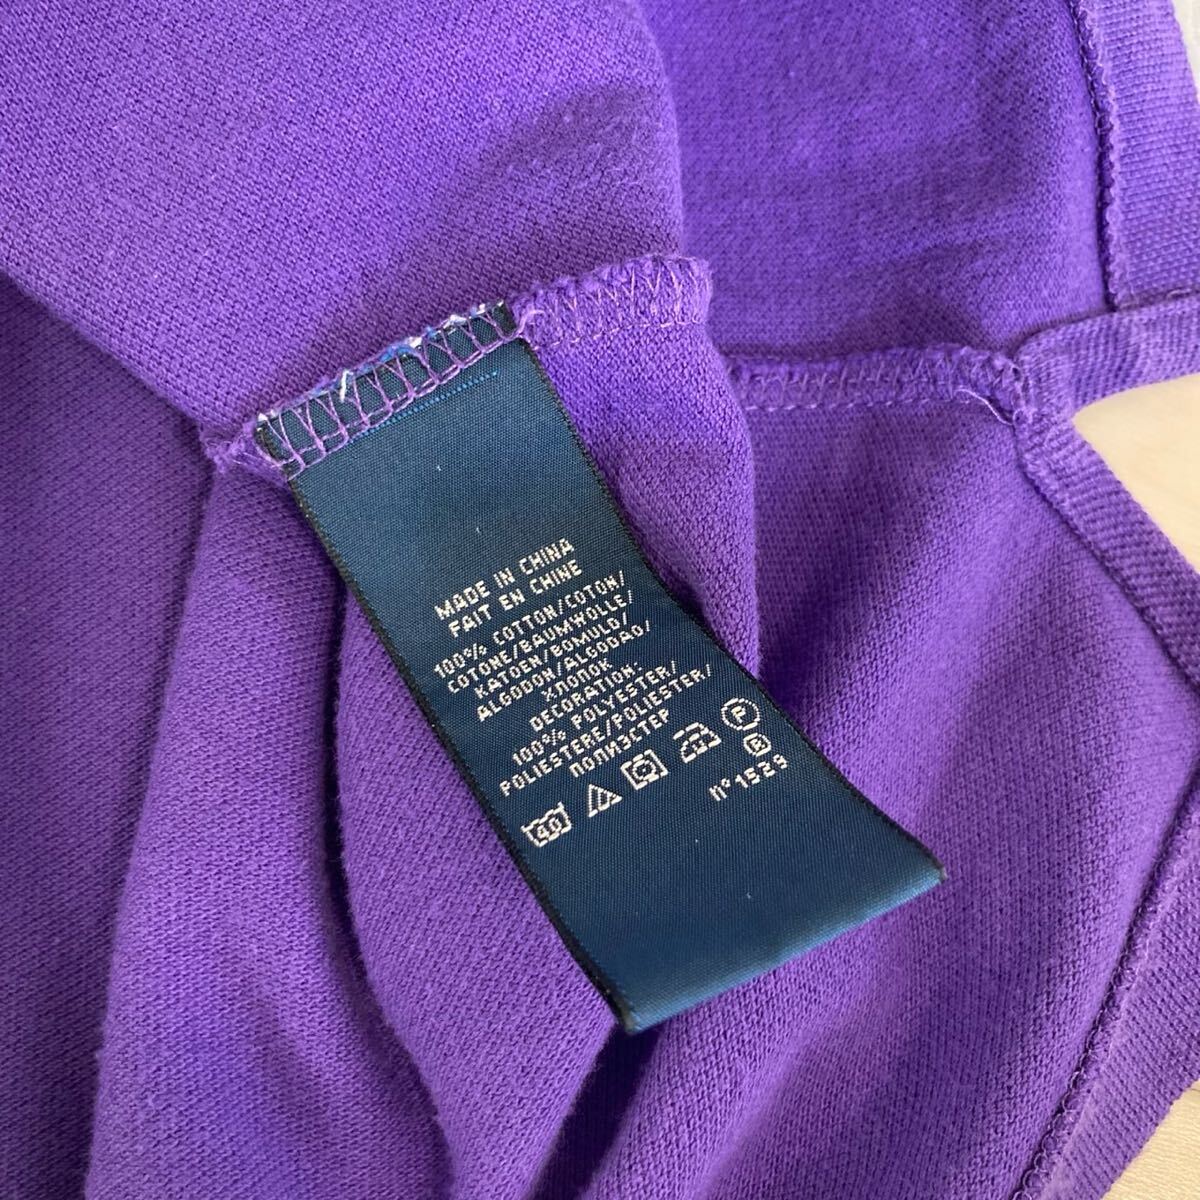 MADE IN CHINA
FAIT EN CHINE
100% COTTON/COTON/
COTONE/BAUMWOLLE/
KATOEN/BOMULD/
ALGODON/ALGODAO/
ХЛОПОК
DECORATION:
100% POLYESTER/
POLIESTERE/POLIESTER/
ПОЛИЭСТЕР
40
P
R
n°1529